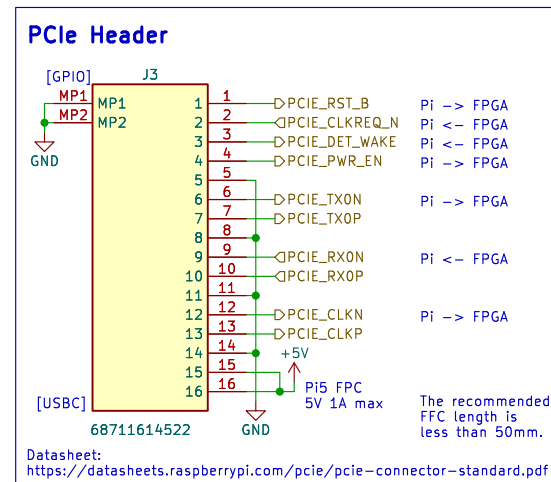 PCIe Header
[GPIO] J3
MP1 MP1 1 1 PCIE_RST_B Pi -> FPGA
MP2 MP2 2 2 PCIE_CLKREQ_N Pi <- FPGA
3 3 PCIE_DET_WAKE Pi <- FPGA
GND 4 4 PCIE_PWR_EN Pi -> FPGA
5 5
6 6 PCIE_TX0N Pi -> FPGA
7 7 PCIE_TX0P
8 8
9 9 PCIE_RX0N Pi <- FPGA
10 10 PCIE_RX0P
11 11
12 12 PCIE_CLKN Pi -> FPGA
13 13 PCIE_CLKP
14 14 +5V
15 15
16 16 Pi5 FPC
5V 1A max
[USBC]
The recommended
FFC length is
less than 50mm.
68711614522 GND
Datasheet:
https://datasheets.raspberrypi.com/pcie/pcie-connector-standard.pdf